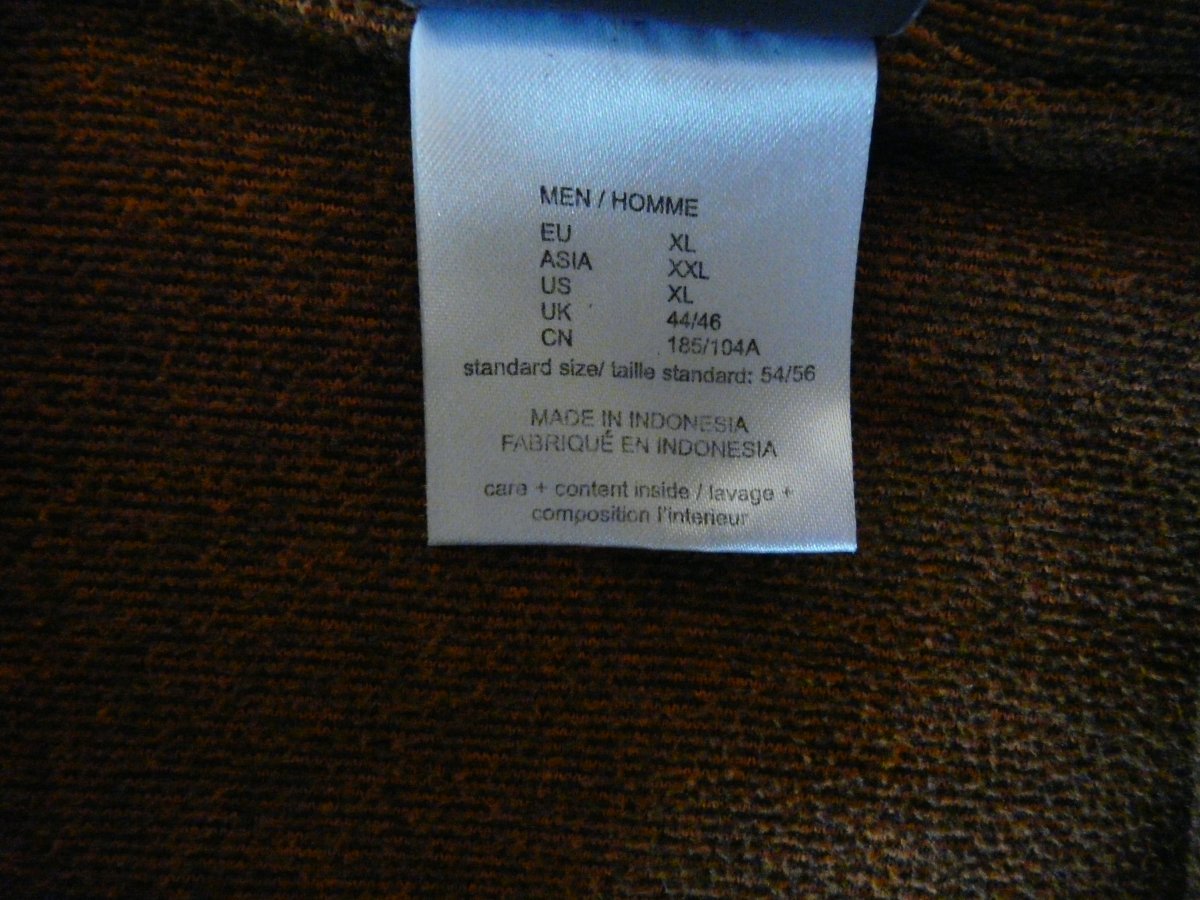 MEN / HOMME
EU XL
ASIA XXL
US XL
UK 44/46
CN 185/104A
standard size/ taille standard: 54/56
MADE IN INDONESIA
FABRIQUÉ EN INDONESIA
care + content inside / lavage +
composition l'interieur